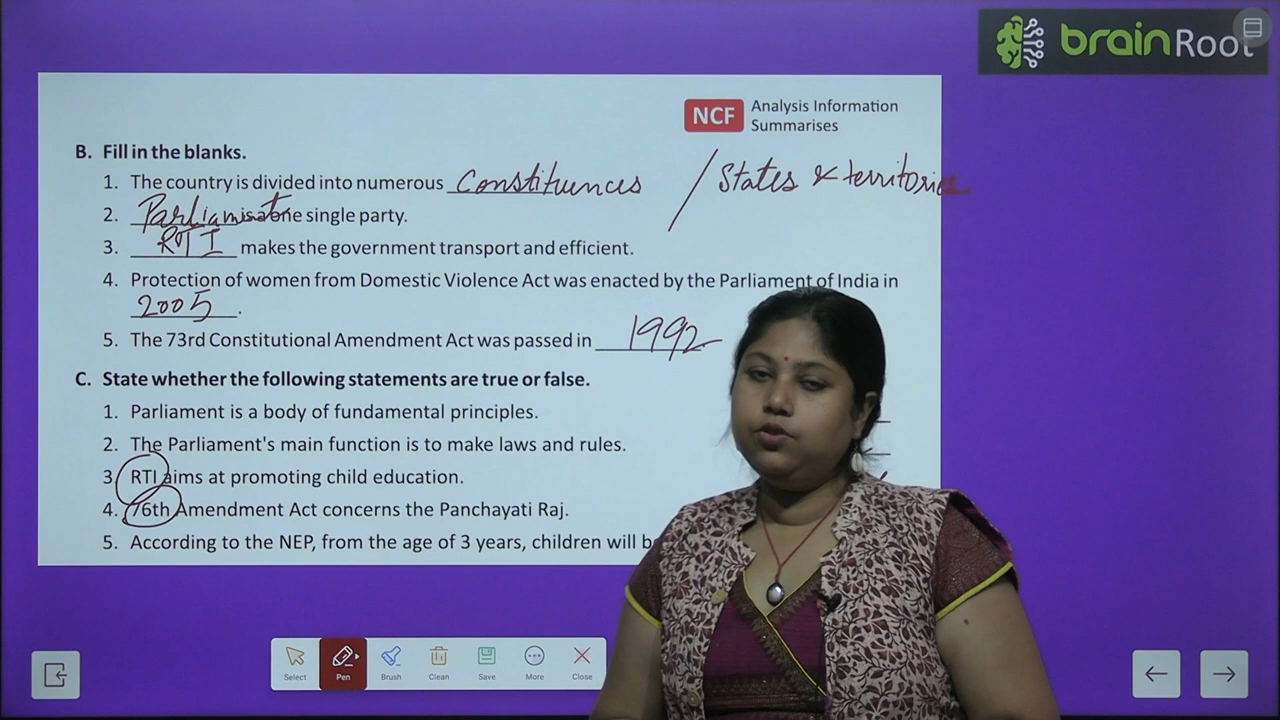 brainRoot
NCF Analysis Information
Summarises
B. Fill in the blanks.
1. The country is divided into numerous Constituences / States & territories
2. Parliament is not one single party.
3. RTI makes the government transport and efficient.
4. Protection of women from Domestic Violence Act was enacted by the Parliament of India in
2005.
5. The 73rd Constitutional Amendment Act was passed in 1992
C. State whether the following statements are true or false.
1. Parliament is a body of fundamental principles.
2. The Parliament's main function is to make laws and rules.
3 RTI aims at promoting child education.
4. 76th Amendment Act concerns the Panchayati Raj.
5. According to the NEP, from the age of 3 years, children will
Select Pen Brush Clean Save More Close